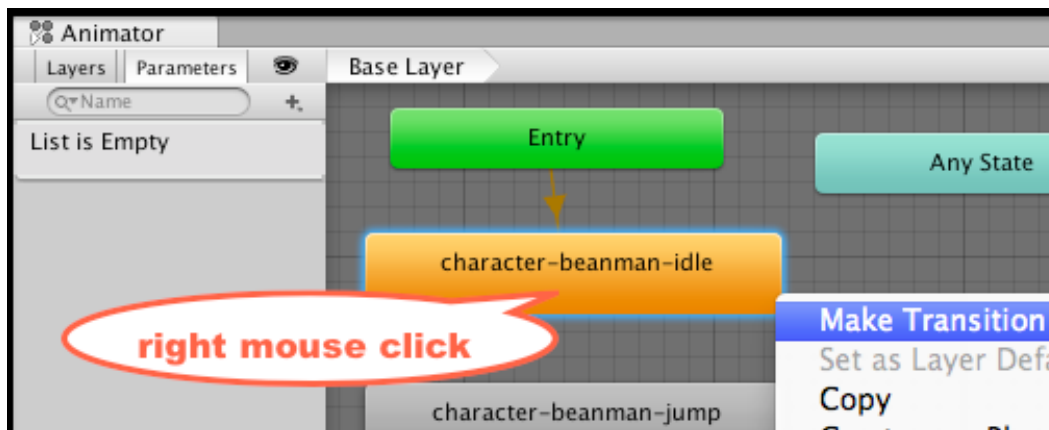 Animator
Layers Parameters
Base Layer
Name
List is Empty
Entry
Any State
character-beanman-idle
right mouse click
Make Transition
Set as Layer Defa
Copy
character-beanman-jump